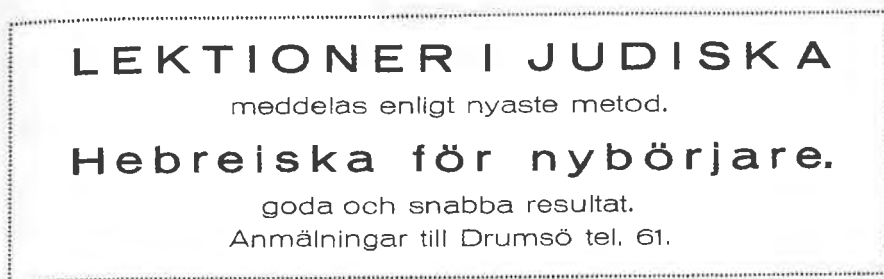 LEKTIONER I JUDISKA
meddelas enligt nyaste metod.
Hebreiska för nybörjare.
goda och snabba resultat.
Anmälningar till Drumsö tel. 61.